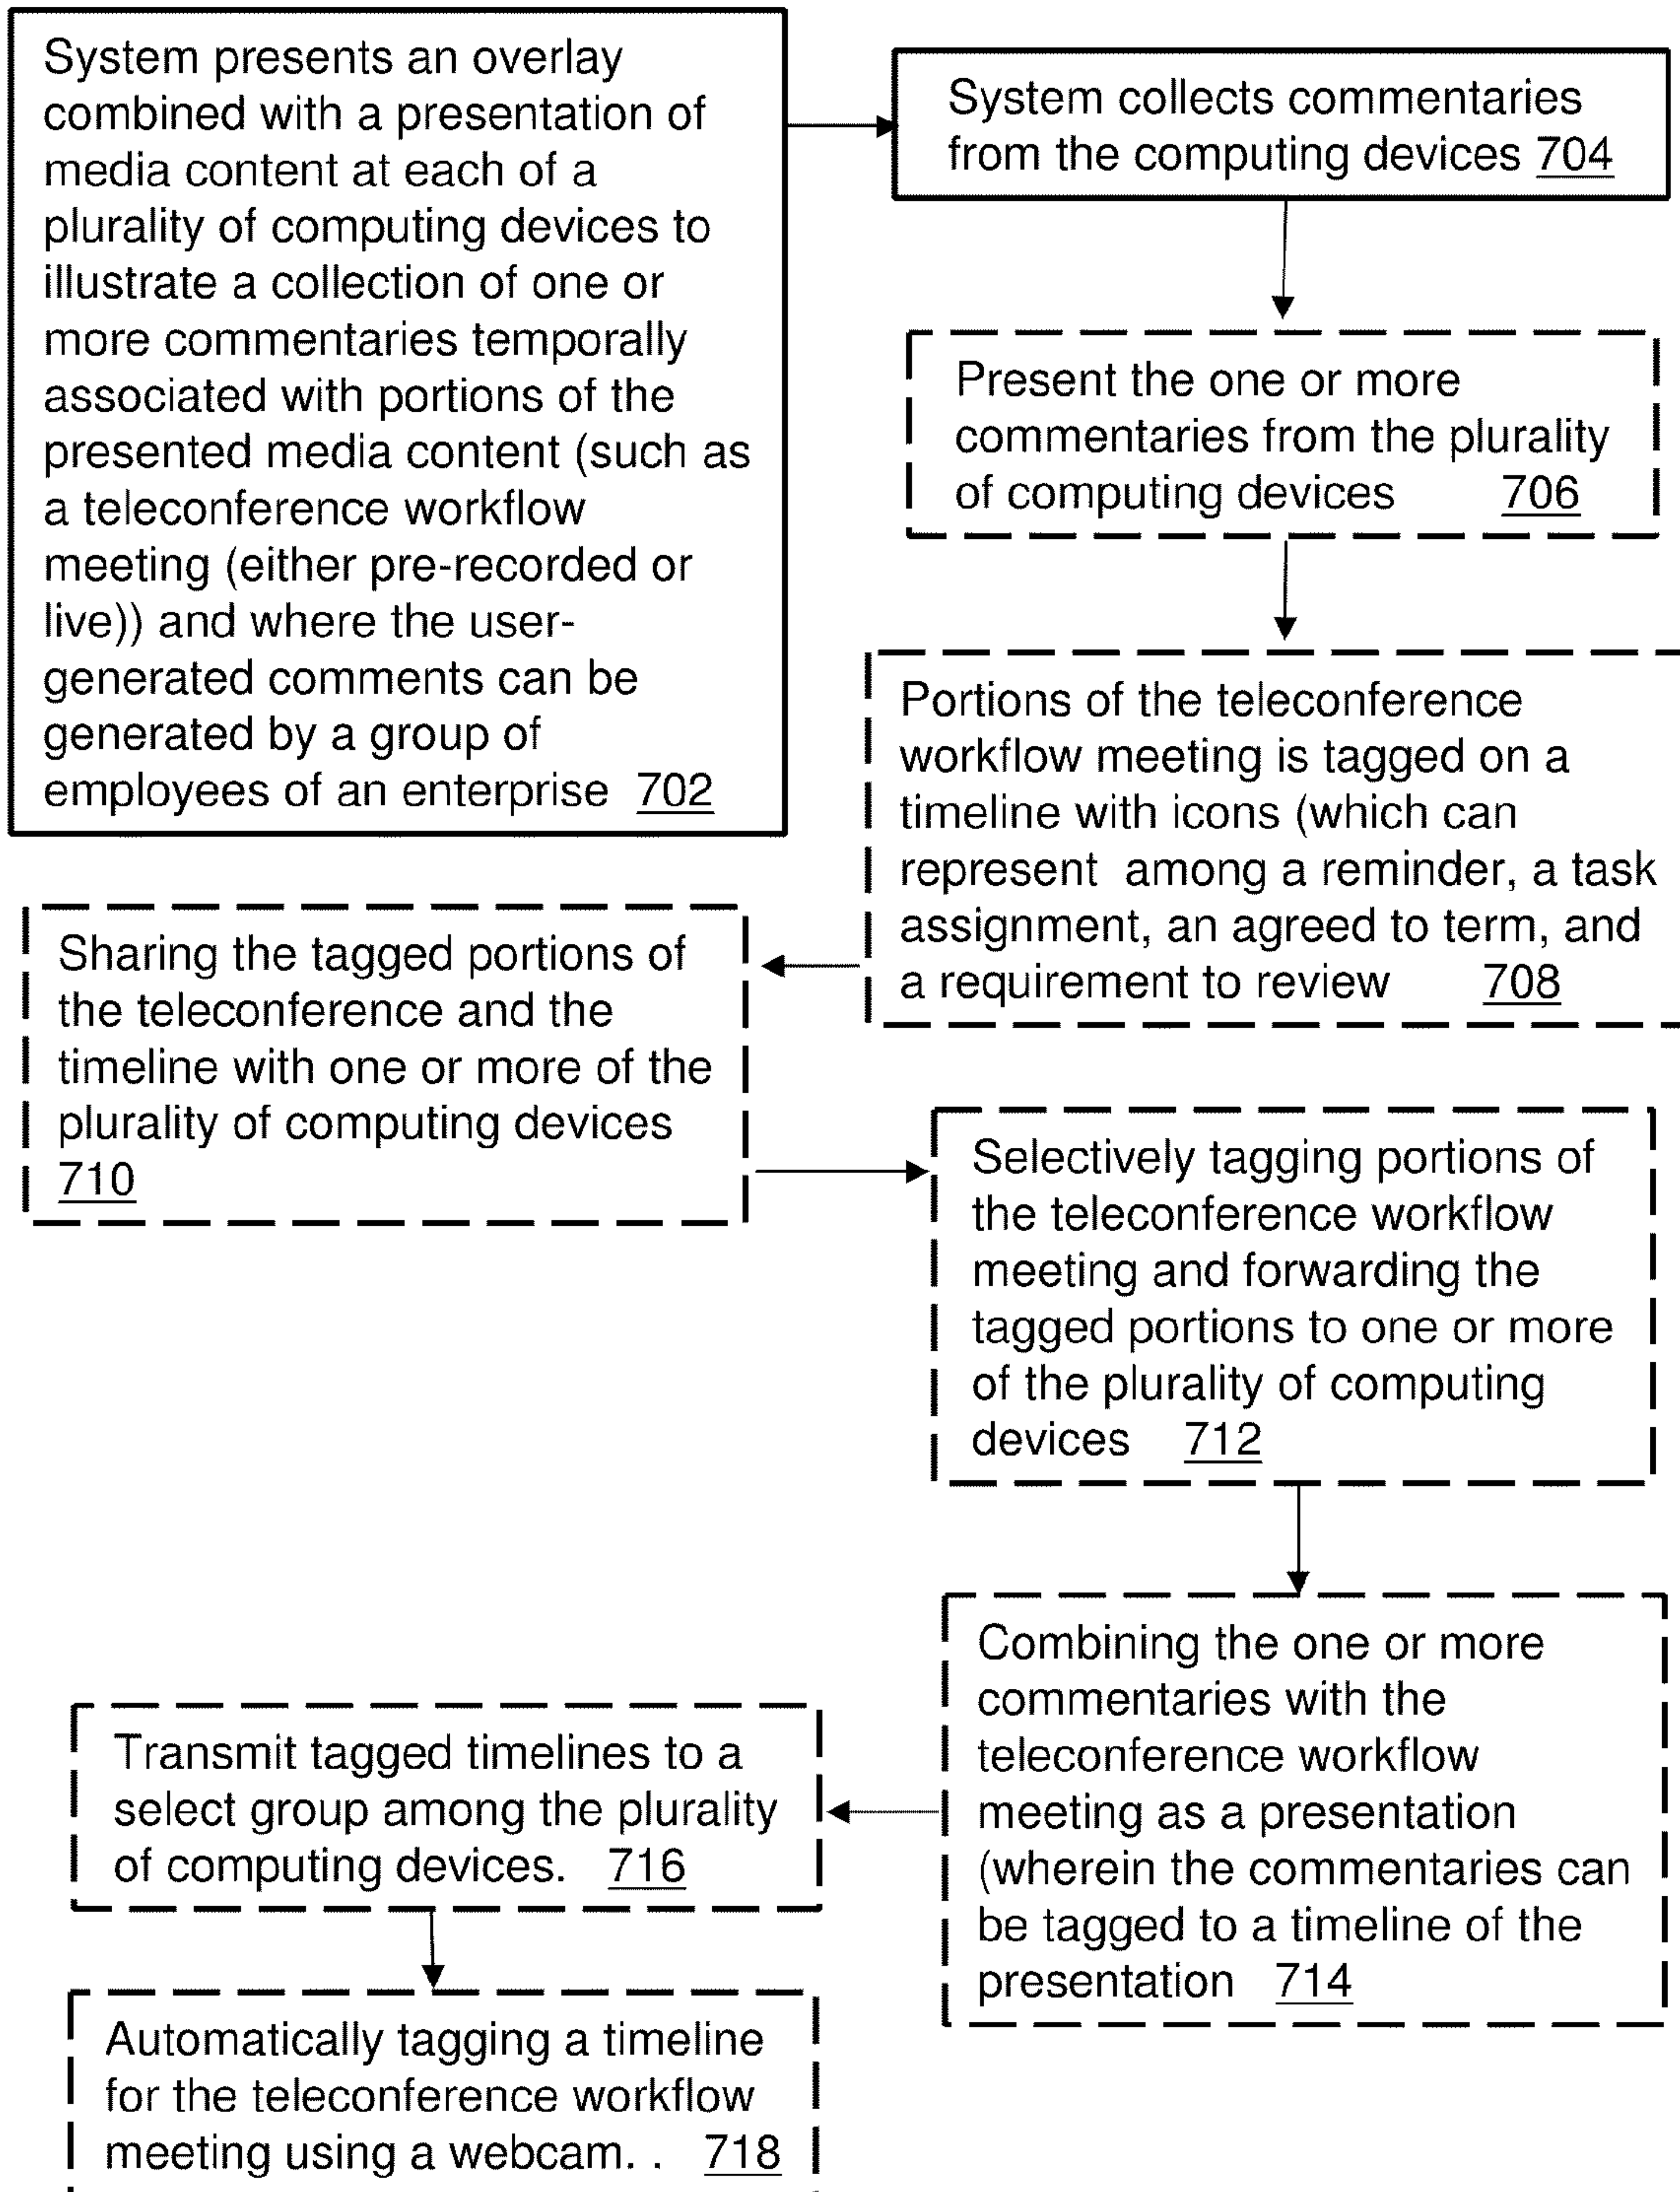 System presents an overlay
combined with a presentation of
media content at each of a
plurality of computing devices to
illustrate a collection of one or
more commentaries temporally
associated with portions of the
presented media content (such as
a teleconference workflow
meeting (either pre-recorded or
live)) and where the user-
generated comments can be
generated by a group of
employees of an enterprise 702
System collects commentaries
from the computing devices 704
Present the one or more
commentaries from the plurality
of computing devices 706
Portions of the teleconference
workflow meeting is tagged on a
timeline with icons (which can
represent among a reminder, a task
assignment, an agreed to term, and
a requirement to review 708
Sharing the tagged portions of
the teleconference and the
timeline with one or more of the
plurality of computing devices
710
Selectively tagging portions of
the teleconference workflow
meeting and forwarding the
tagged portions to one or more
of the plurality of computing
devices 712
Combining the one or more
commentaries with the
teleconference workflow
meeting as a presentation
(wherein the commentaries can
be tagged to a timeline of the
presentation 714
Transmit tagged timelines to a
select group among the plurality
of computing devices. 716
Automatically tagging a timeline
for the teleconference workflow
meeting using a webcam. . 718